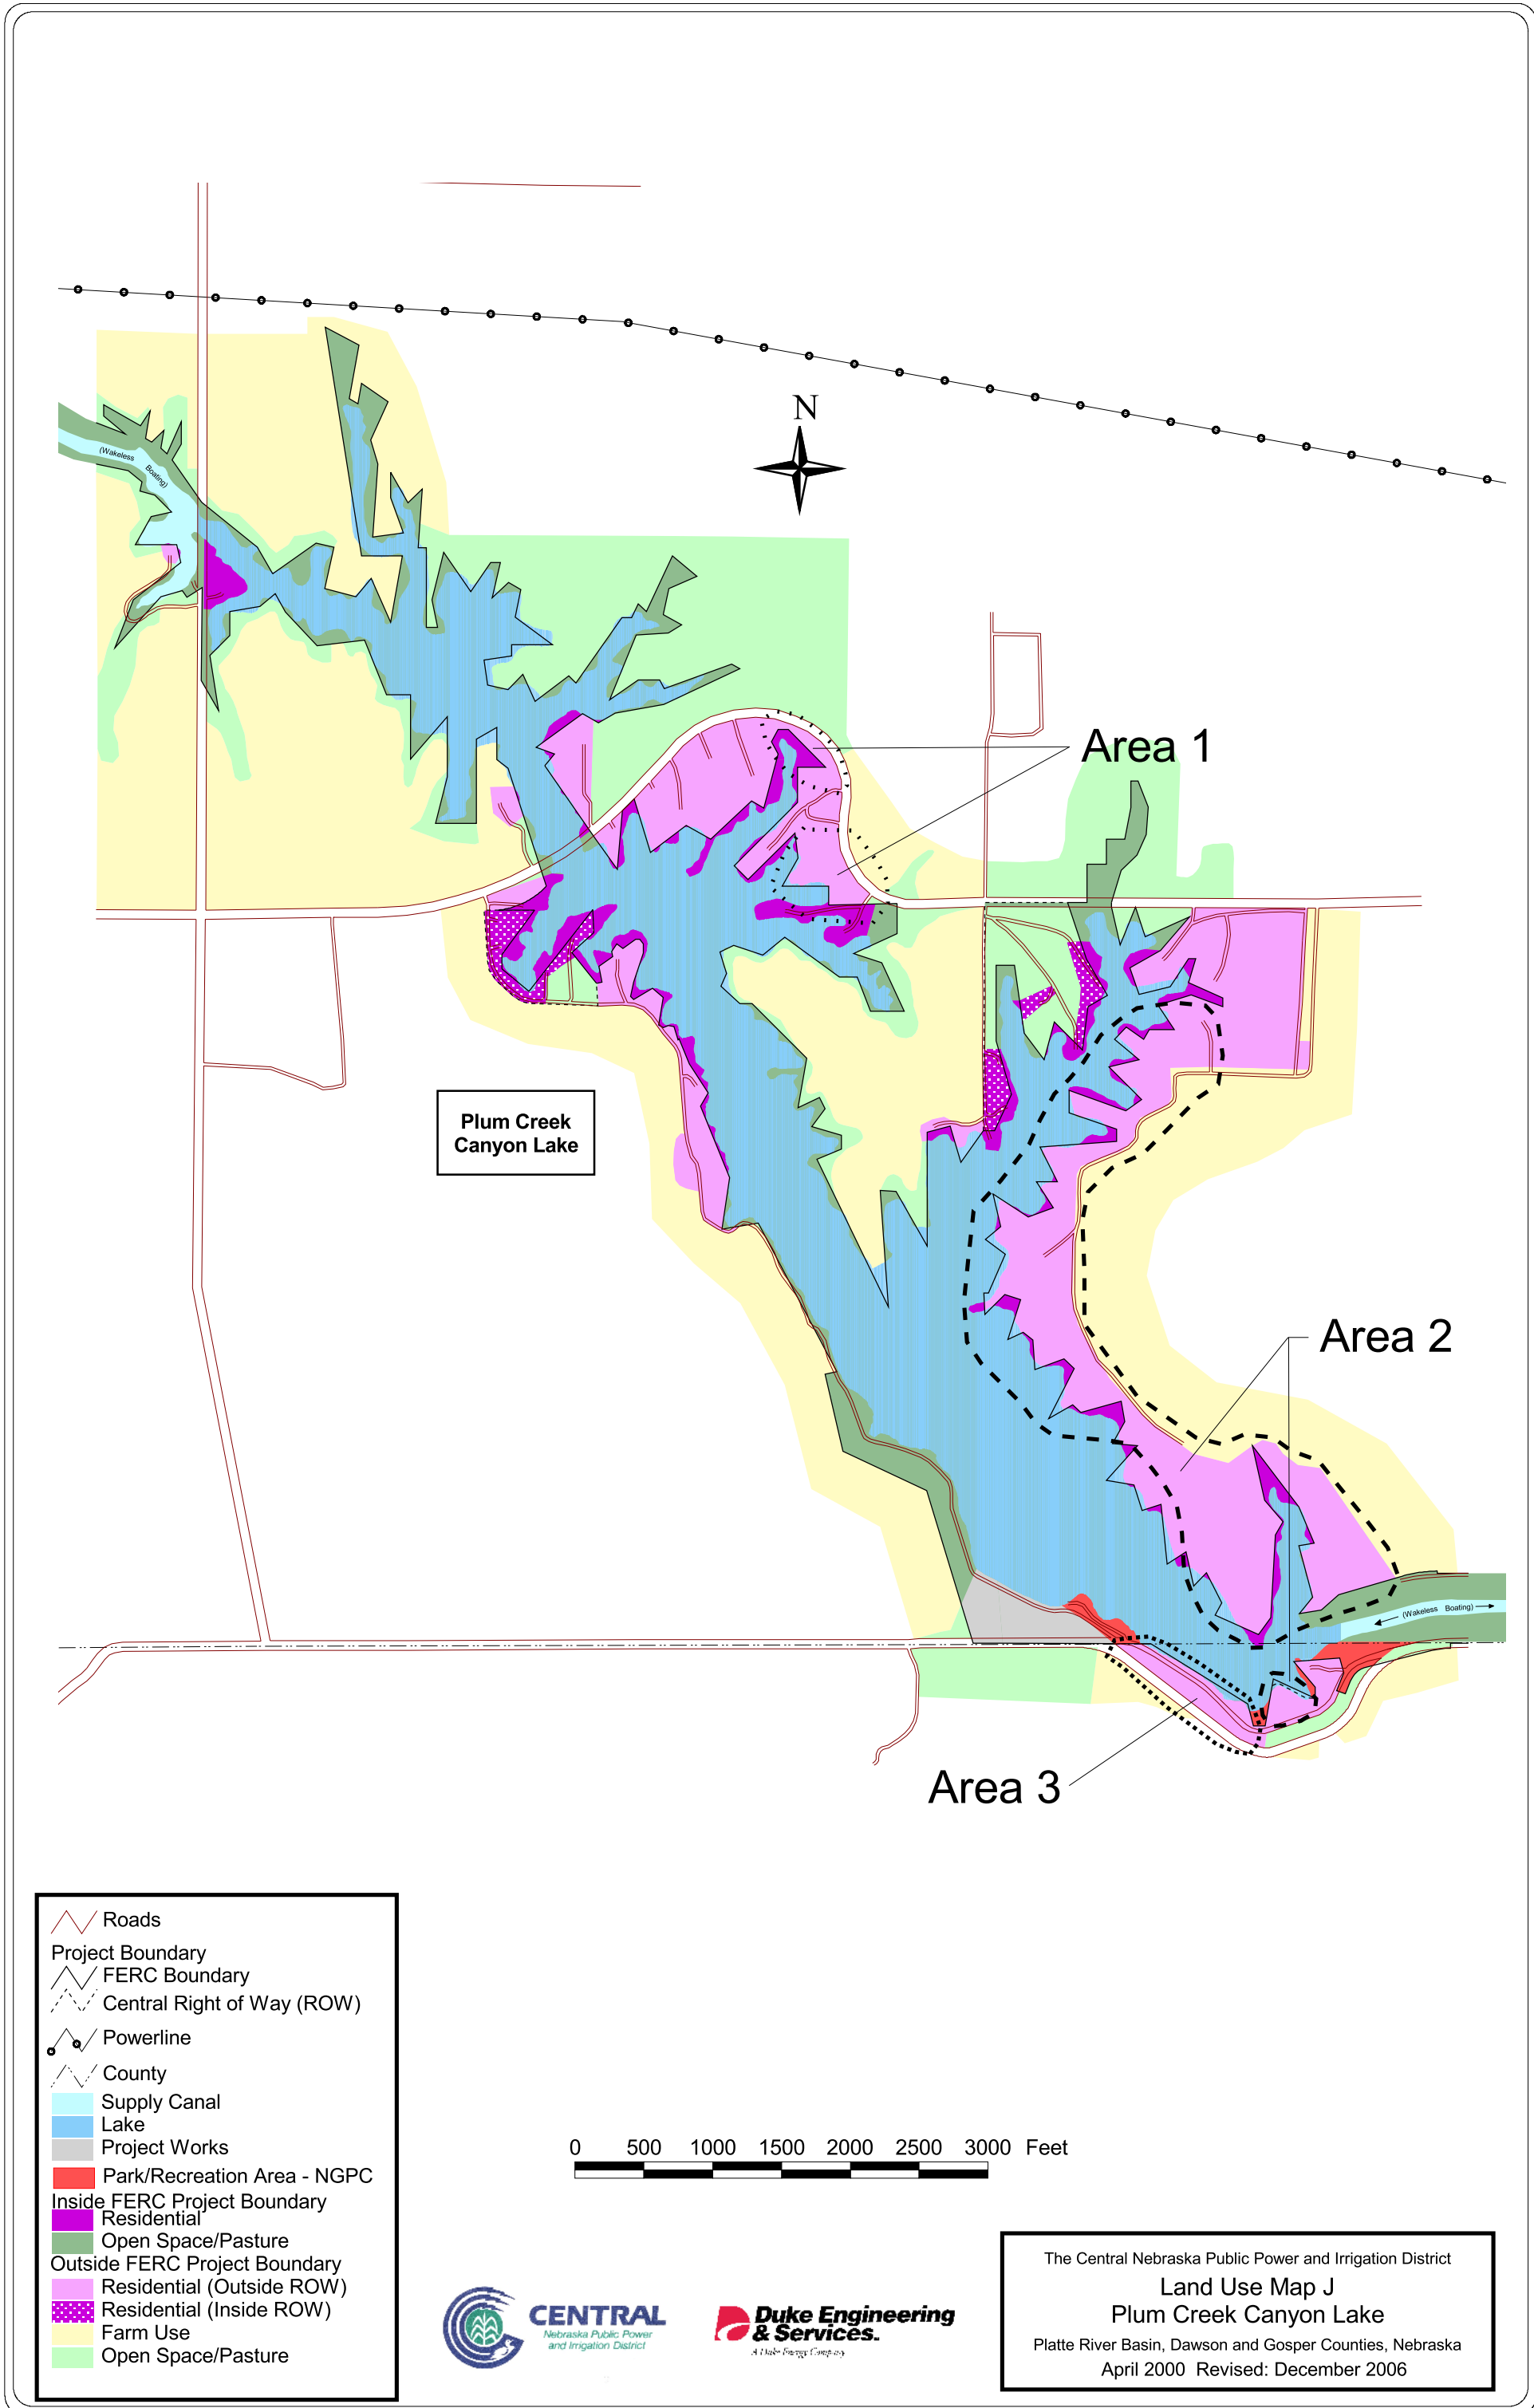 (Wakeless
Boating)
N
Area 1
Plum Creek
Canyon Lake
Area 2
(Wakeless Boating)
Area 3
Roads
Project Boundary
FERC Boundary
Central Right of Way (ROW)
Powerline
County
Supply Canal
Lake
Project Works
Park/Recreation Area - NGPC
Inside FERC Project Boundary
Residential
Open Space/Pasture
Outside FERC Project Boundary
Residential (Outside ROW)
Residential (Inside ROW)
Farm Use
Open Space/Pasture
0 500 1000 1500 2000 2500 3000 Feet
CENTRAL
Nebraska Public Power
and Irrigation District
Duke Engineering
& Services.
A Duke Energy Company
The Central Nebraska Public Power and Irrigation District
Land Use Map J
Plum Creek Canyon Lake
Platte River Basin, Dawson and Gosper Counties, Nebraska
April 2000 Revised: December 2006